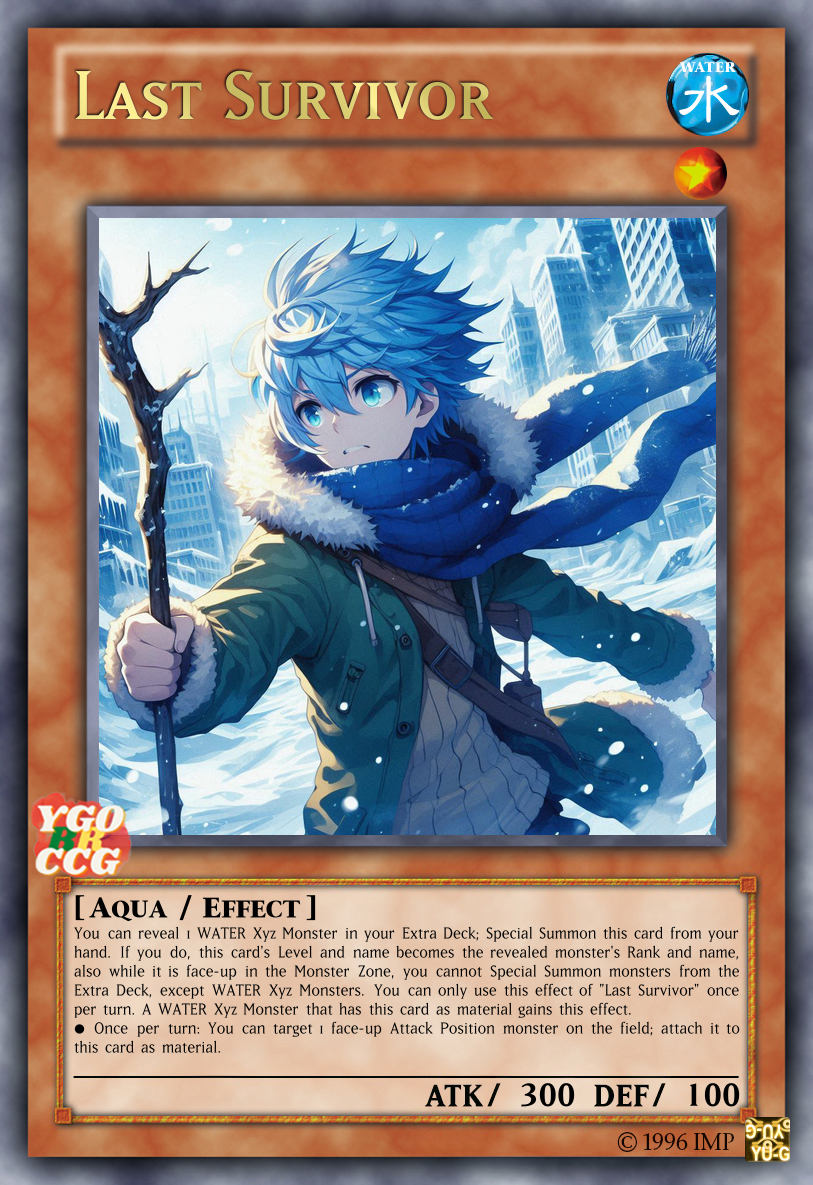 Last Survivor
WATER
水
YGO
BR
CCG
[ Aqua / Effect ]
You can reveal 1 WATER Xyz Monster in your Extra Deck; Special Summon this card from your
hand. If you do, this card's Level and name becomes the revealed monster's Rank and name,
also while it is face-up in the Monster Zone, you cannot Special Summon monsters from the
Extra Deck, except WATER Xyz Monsters. You can only use this effect of "Last Survivor" once
per turn. A WATER Xyz Monster that has this card as material gains this effect.
● Once per turn: You can target 1 face-up Attack Position monster on the field; attach it to
this card as material.
ATK/ 300 DEF/ 100
© 1996 IMP